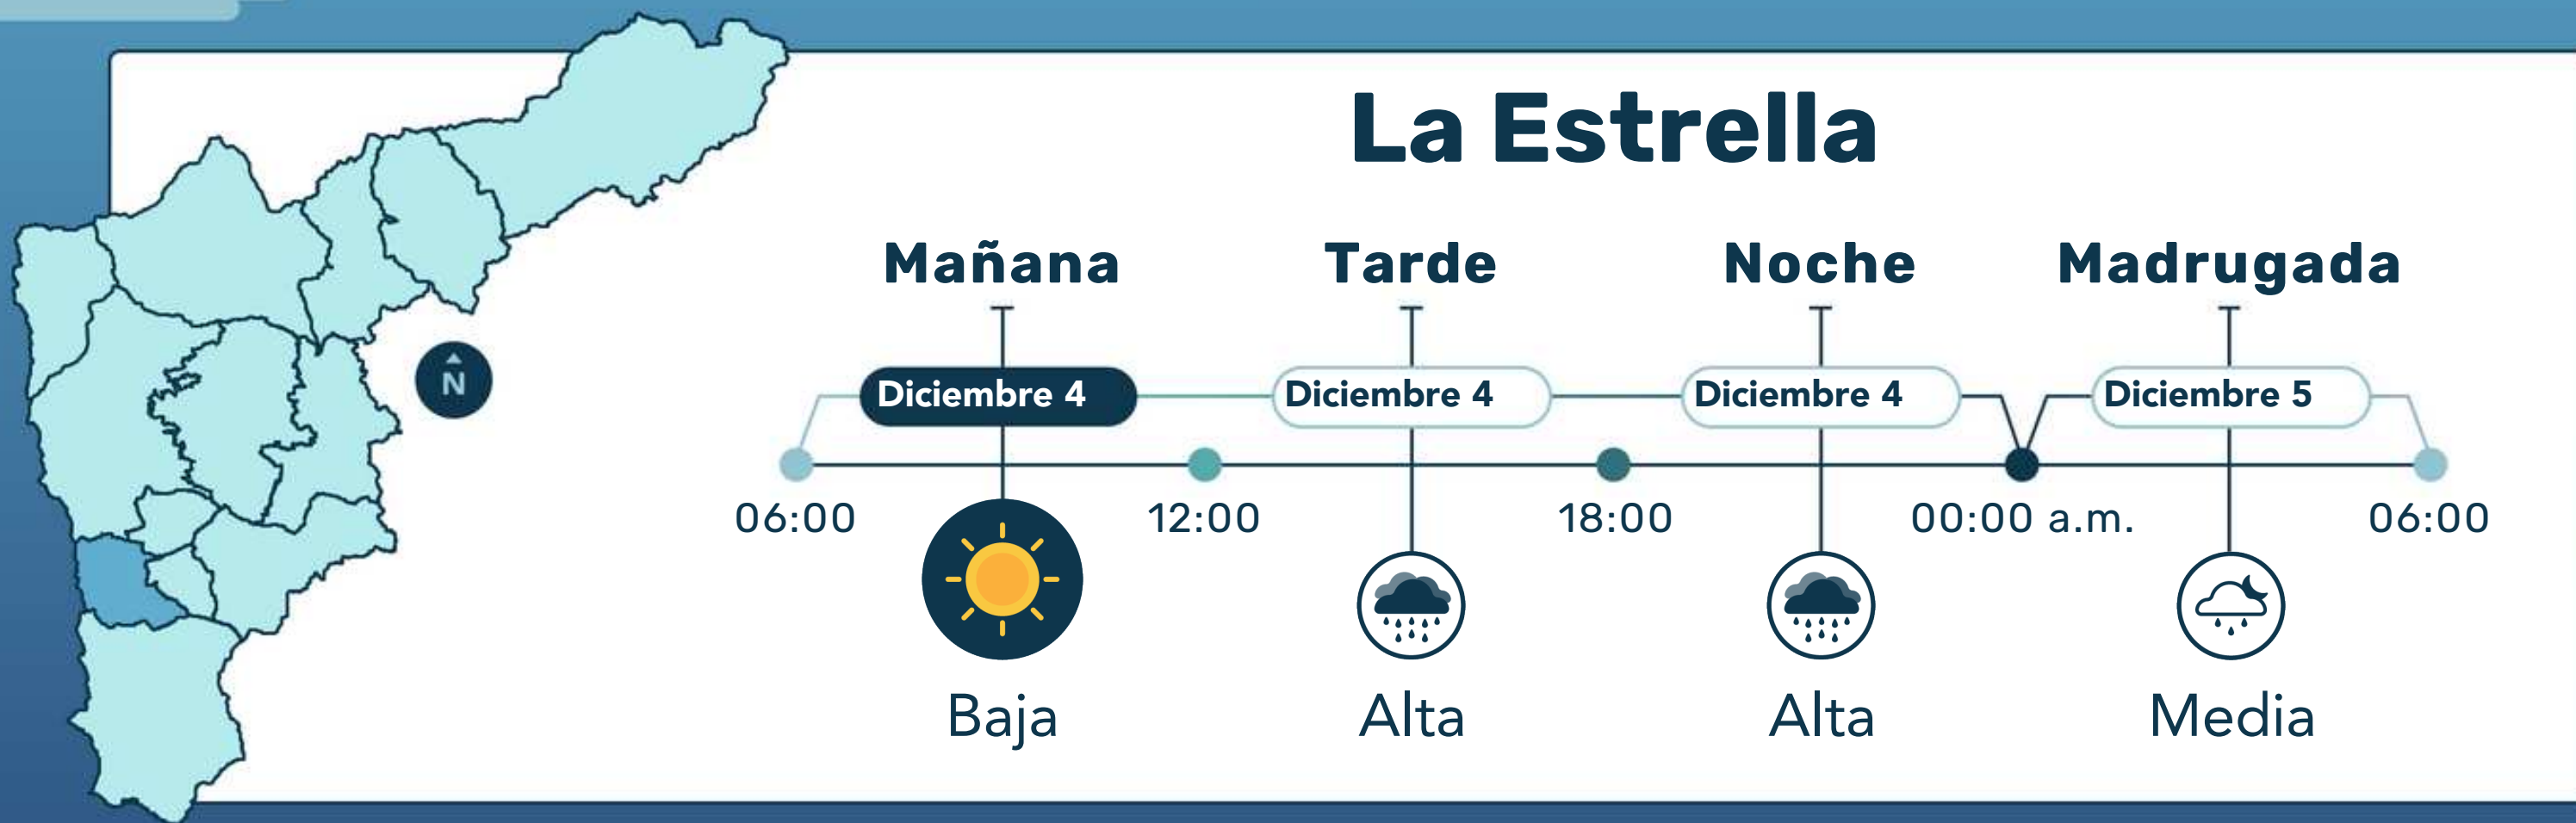 La Estrella
Mañana Tarde Noche Madrugada
Diciembre 4 Diciembre 4 Diciembre 4 Diciembre 5
N
06:00 12:00 18:00 00:00 a.m. 06:00
Baja Alta Alta Media